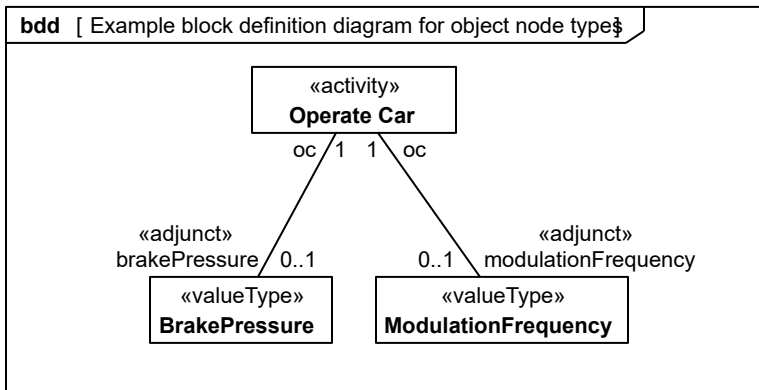 bdd [ Example block definition diagram for object node types]
«activity»
Operate Car
oc 1 1 oc
«adjunct» «adjunct»
brakePressure 0..1 0..1 modulationFrequency
«valueType» «valueType»
BrakePressure ModulationFrequency